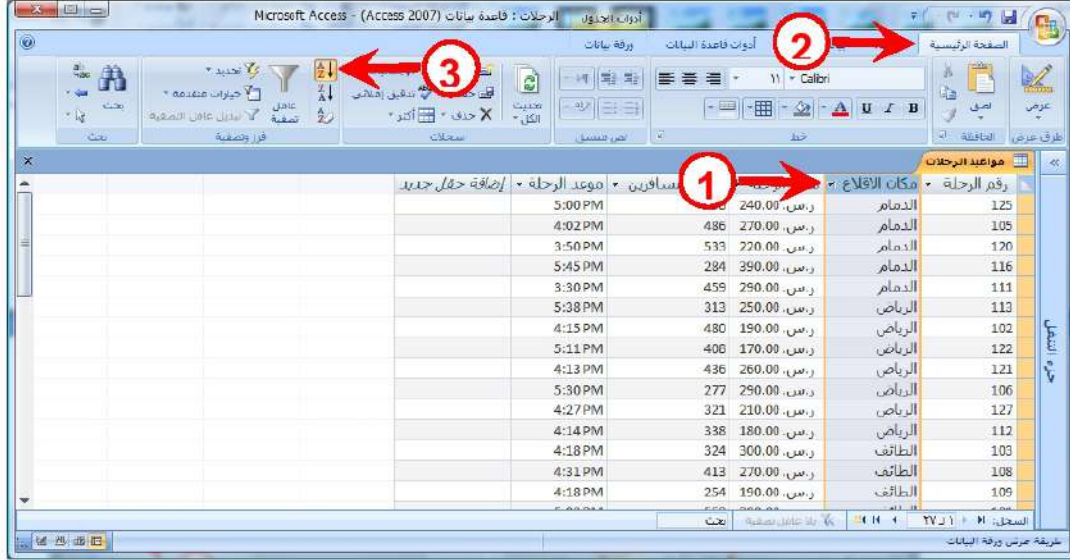 أدوات الجدول
الرحلات : قاعدة بيانات (Access 2007) - Microsoft Access
الصفحة الرئيسية
أدوات قاعدة البيانات
ورقة بيانات
2
3
1
عرض
لصق
Calibri
١١
B I U A
تحديث الكل
تدقيق إملائي
حذف
أكثر
عامل تصفية
تحديد
خيارات متقدمة
تبديل عامل التصفية
بحث
طرق عرض
الحافظة
خط
نص منسق
سجلات
فرز وتصفية
بحث
مواعيد الرحلات
رقم الرحلة
مكان الاقلاع
موعد الرحلة
إضافة حقل جديد
125 الدمام ر.س. 240.00 5:00 PM
105 الدمام ر.س. 270.00 486 4:02 PM
120 الدمام ر.س. 220.00 533 3:50 PM
116 الدمام ر.س. 390.00 284 5:45 PM
111 الدمام ر.س. 290.00 459 3:30 PM
113 الرياض ر.س. 250.00 313 5:38 PM
102 الرياض ر.س. 190.00 480 4:15 PM
122 الرياض ر.س. 170.00 408 5:11 PM
121 الرياض ر.س. 260.00 436 4:13 PM
106 الرياض ر.س. 290.00 277 5:30 PM
127 الرياض ر.س. 210.00 321 4:27 PM
112 الرياض ر.س. 180.00 338 4:14 PM
103 الطائف ر.س. 300.00 324 4:18 PM
108 الطائف ر.س. 270.00 413 4:31 PM
109 الطائف ر.س. 190.00 254 4:18 PM
جزء التنقل
السجل: ١ لـ ٢٧
بلا عامل تصفية
بحث
طريقة عرض ورقة البيانات